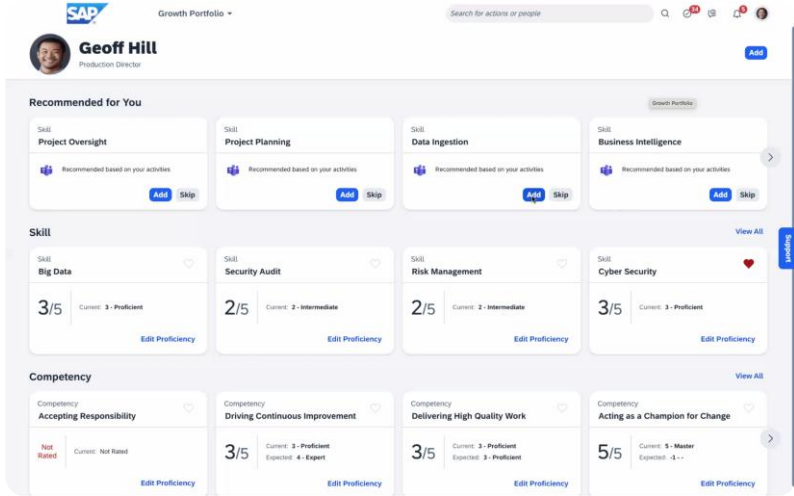 SAP
Growth Portfolio
Search for actions or people
Geoff Hill
Production Director
Add
Recommended for You
Growth Portfolio
Skill
Project Oversight
Recommended based on your activities
Add Skip
Skill
Project Planning
Recommended based on your activities
Add Skip
Skill
Data Ingestion
Recommended based on your activities
Add Skip
Skill
Business Intelligence
Recommended based on your activities
Add Skip
Support
Skill
View All
Skill
Big Data
3/5
Current: 3 - Proficient
Edit Proficiency
Skill
Security Audit
2/5
Current: 2 - Intermediate
Edit Proficiency
Skill
Risk Management
2/5
Current: 2 - Intermediate
Edit Proficiency
Skill
Cyber Security
3/5
Current: 3 - Proficient
Edit Proficiency
Competency
View All
Competency
Accepting Responsibility
Not
Rated
Current: Not Rated
Edit Proficiency
Competency
Driving Continuous Improvement
3/5
Current: 3 - Proficient
Expected: 4 - Expert
Edit Proficiency
Competency
Delivering High Quality Work
3/5
Current: 3 - Proficient
Expected: 3 - Proficient
Edit Proficiency
Competency
Acting as a Champion for Change
5/5
Current: 5 - Master
Expected: -1 - -
Edit Proficiency